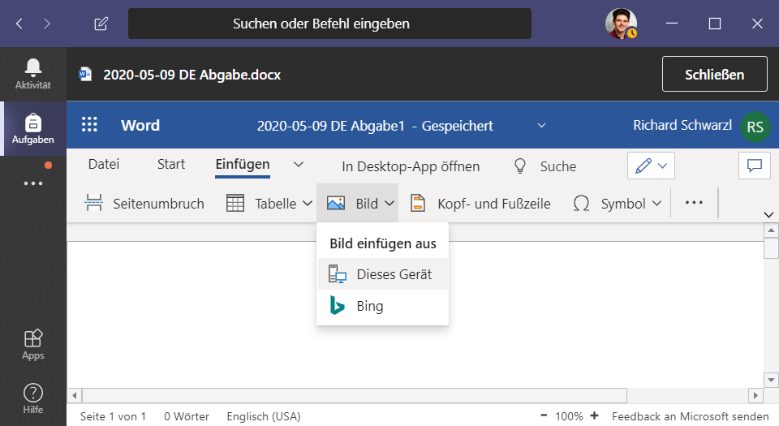 Suchen oder Befehl eingeben
Aktivität
Aufgaben
Apps
Hilfe
2020-05-09 DE Abgabe.docx
Schließen
Word
2020-05-09 DE Abgabe1 - Gespeichert
Richard Schwarzl
RS
Datei Start Einfügen In Desktop-App öffnen Suche
Seitenumbruch Tabelle Bild Kopf- und Fußzeile Symbol
Bild einfügen aus
Dieses Gerät
Bing
Seite 1 von 1 0 Wörter Englisch (USA) - 100% + Feedback an Microsoft senden